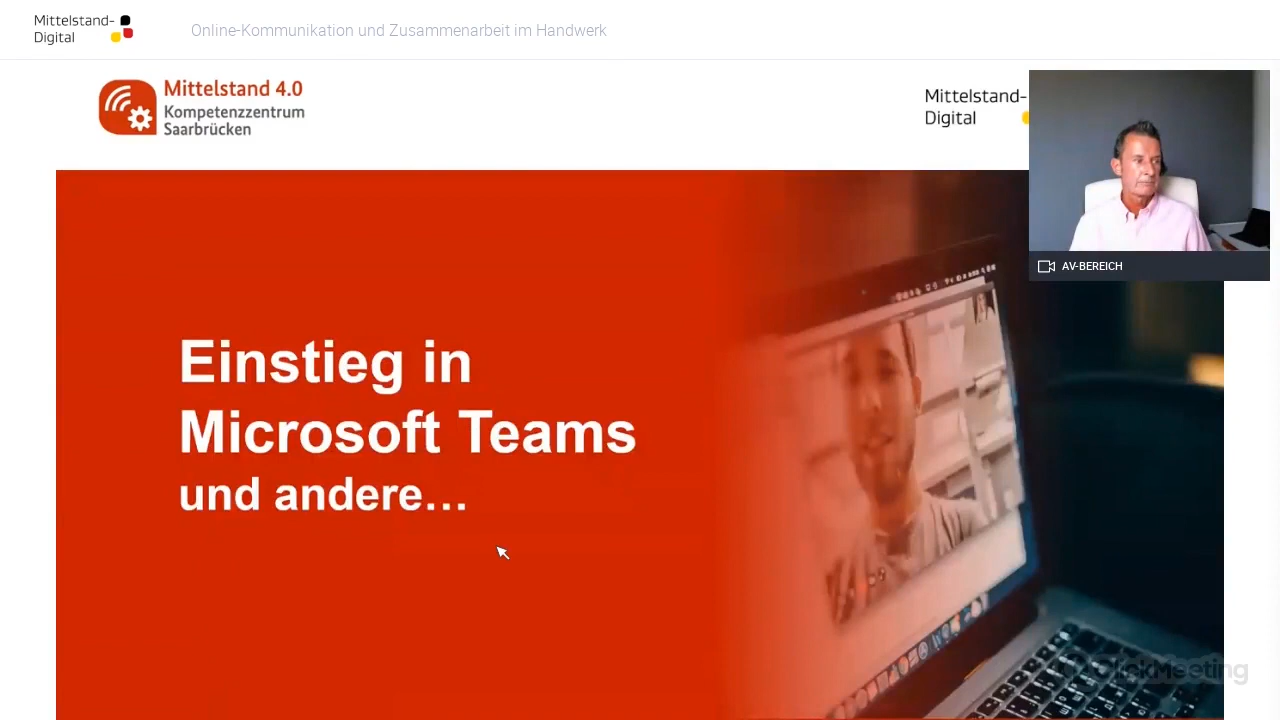 Mittelstand-
Digital
Online-Kommunikation und Zusammenarbeit im Handwerk
Mittelstand 4.0
Kompetenzzentrum
Saarbrücken
Mittelstand-
Digital
AV-BEREICH
Einstieg in
Microsoft Teams
und andere...
ClickMeeting